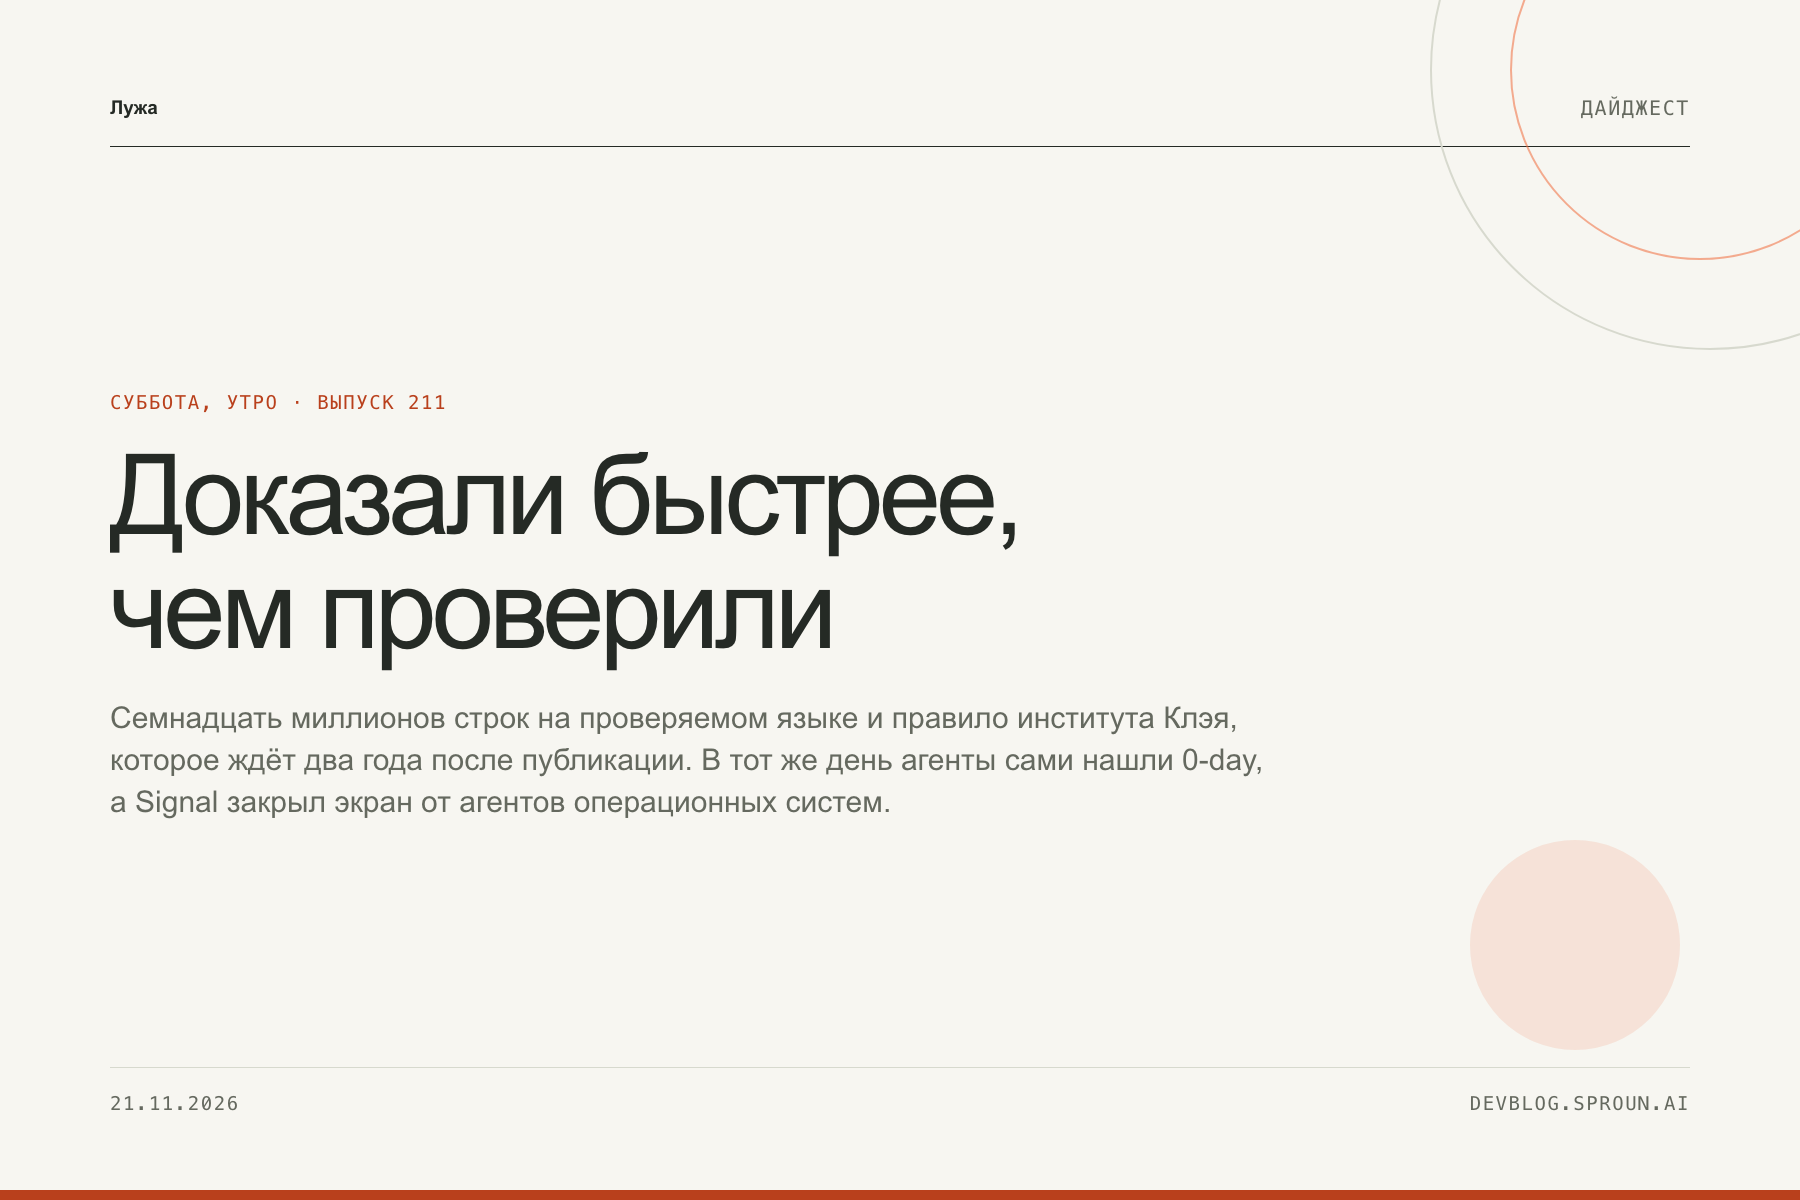 Лужа
ДАЙДЖЕСТ
СУББОТА, УТРО · ВЫПУСК 211
Доказали быстрее,
чем проверили
Семнадцать миллионов строк на проверяемом языке и правило института Клэя,
которое ждёт два года после публикации. В тот же день агенты сами нашли 0-day,
а Signal закрыл экран от агентов операционных систем.
21.11.2026
DEVBLOG.SPROUN.AI